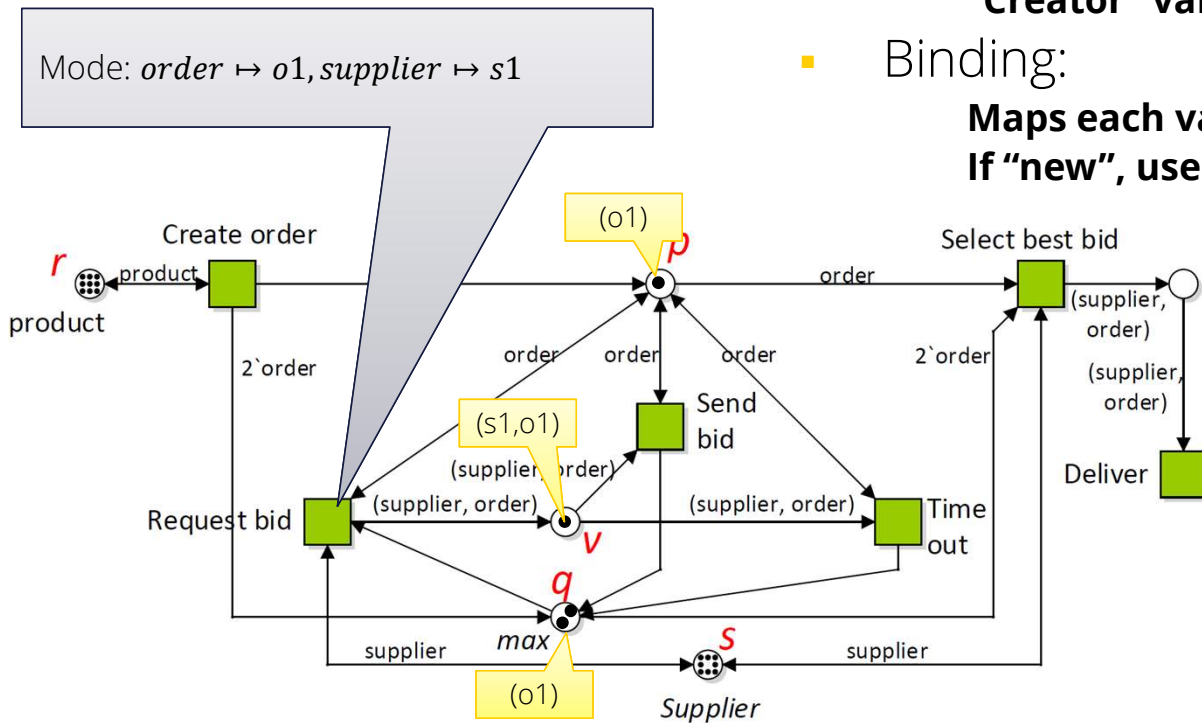 "Creator"
Mode: 𝑜𝑟𝑑𝑒𝑟 ↦ 𝑜1, 𝑠𝑢𝑝𝑝𝑙𝑖𝑒𝑟 ↦ 𝑠1
▪ Binding:
Maps each
If “new”, use
(o1)
Create order
p
Select best bid
r
product
order
product
(supplier,
order)
2`order
order
order
order
2`order
(supplier,
order)
Send
bid
(s1,o1)
(supplier, order)
Deliver
Request bid
(supplier, order)
(supplier, order)
Time
out
v
q
max
s
supplier
supplier
(o1)
Supplier